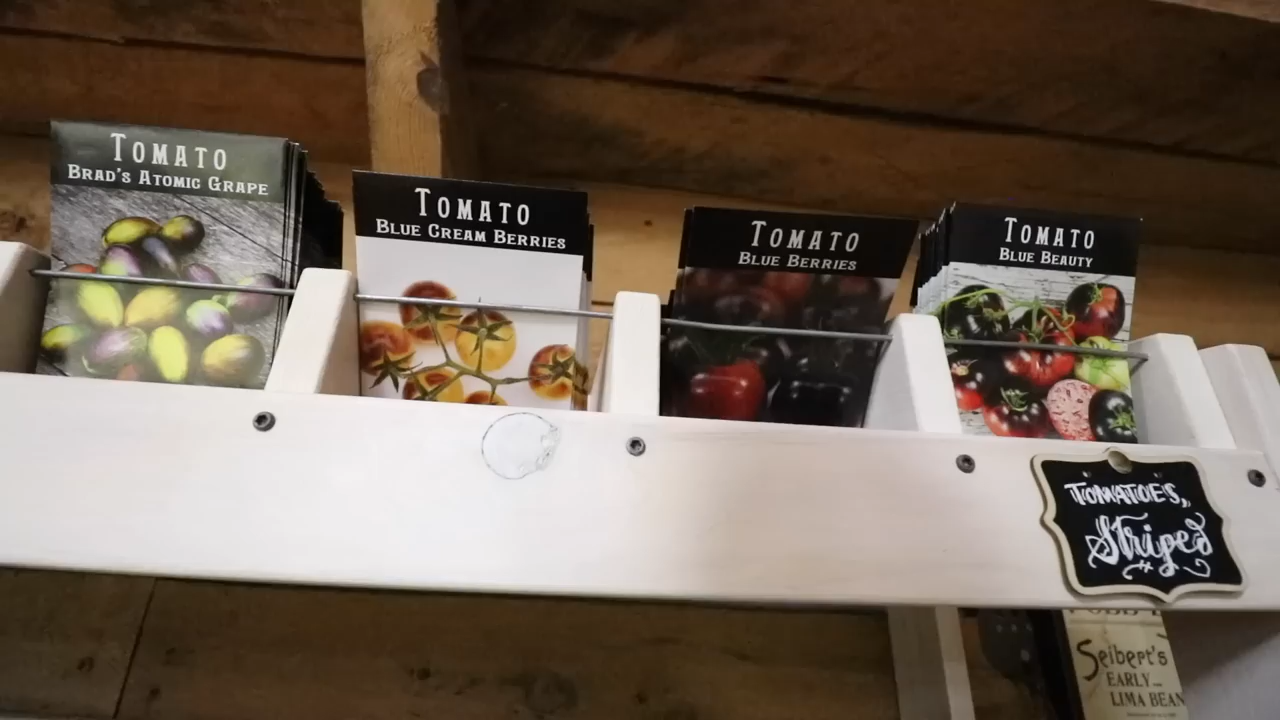 TOMATO
BRAD'S ATOMIC GRAPE
TOMATO
BLUE CREAM BERRIES
TOMATO
BLUE BERRIES
TOMATO
BLUE BEAUTY
TOMATOES,
Striped
Seibert's
EARLY
LIMA BEAN